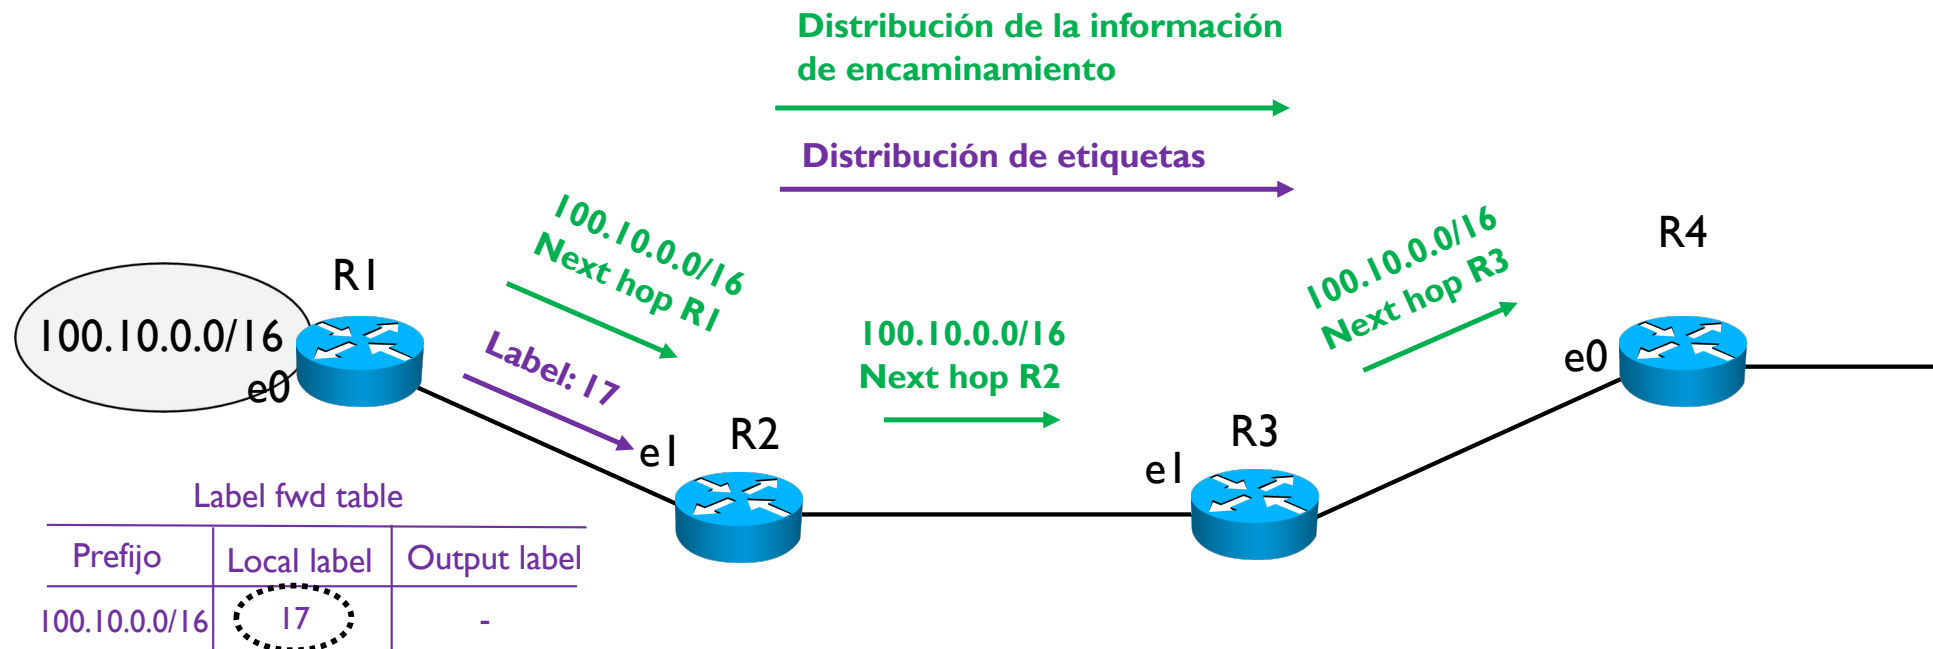 Distribución de la información
de encaminamiento
Distribución de etiquetas
100.10.0.0/16
Next hop R1
Label: 17
100.10.0.0/16
Next hop R2
100.10.0.0/16
Next hop R3
R1
R4
100.10.0.0/16
e0
e0
e1
R2
e1
R3
Label fwd table
Prefijo Local label Output label
100.10.0.0/16 17 -